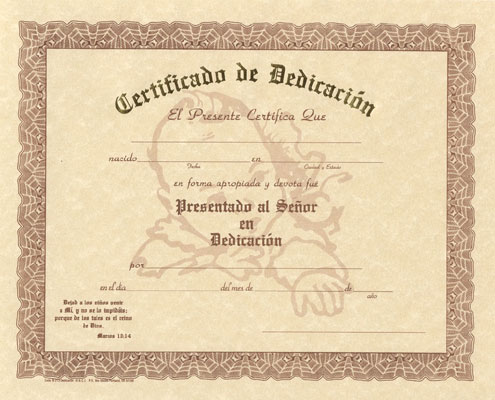 Certificado de Dedicación
El Presente Certifica Que
nacido en
Fecha Ciudad y Estado
en forma apropiada y devota fue
Presentado al Señor
en
Dedicación
por
en el día del mes de de
año
Dejad a los niños venir
a Mí, y no se lo impidáis;
porque de los tales es el reino
de Dios.
Marcos 10:14